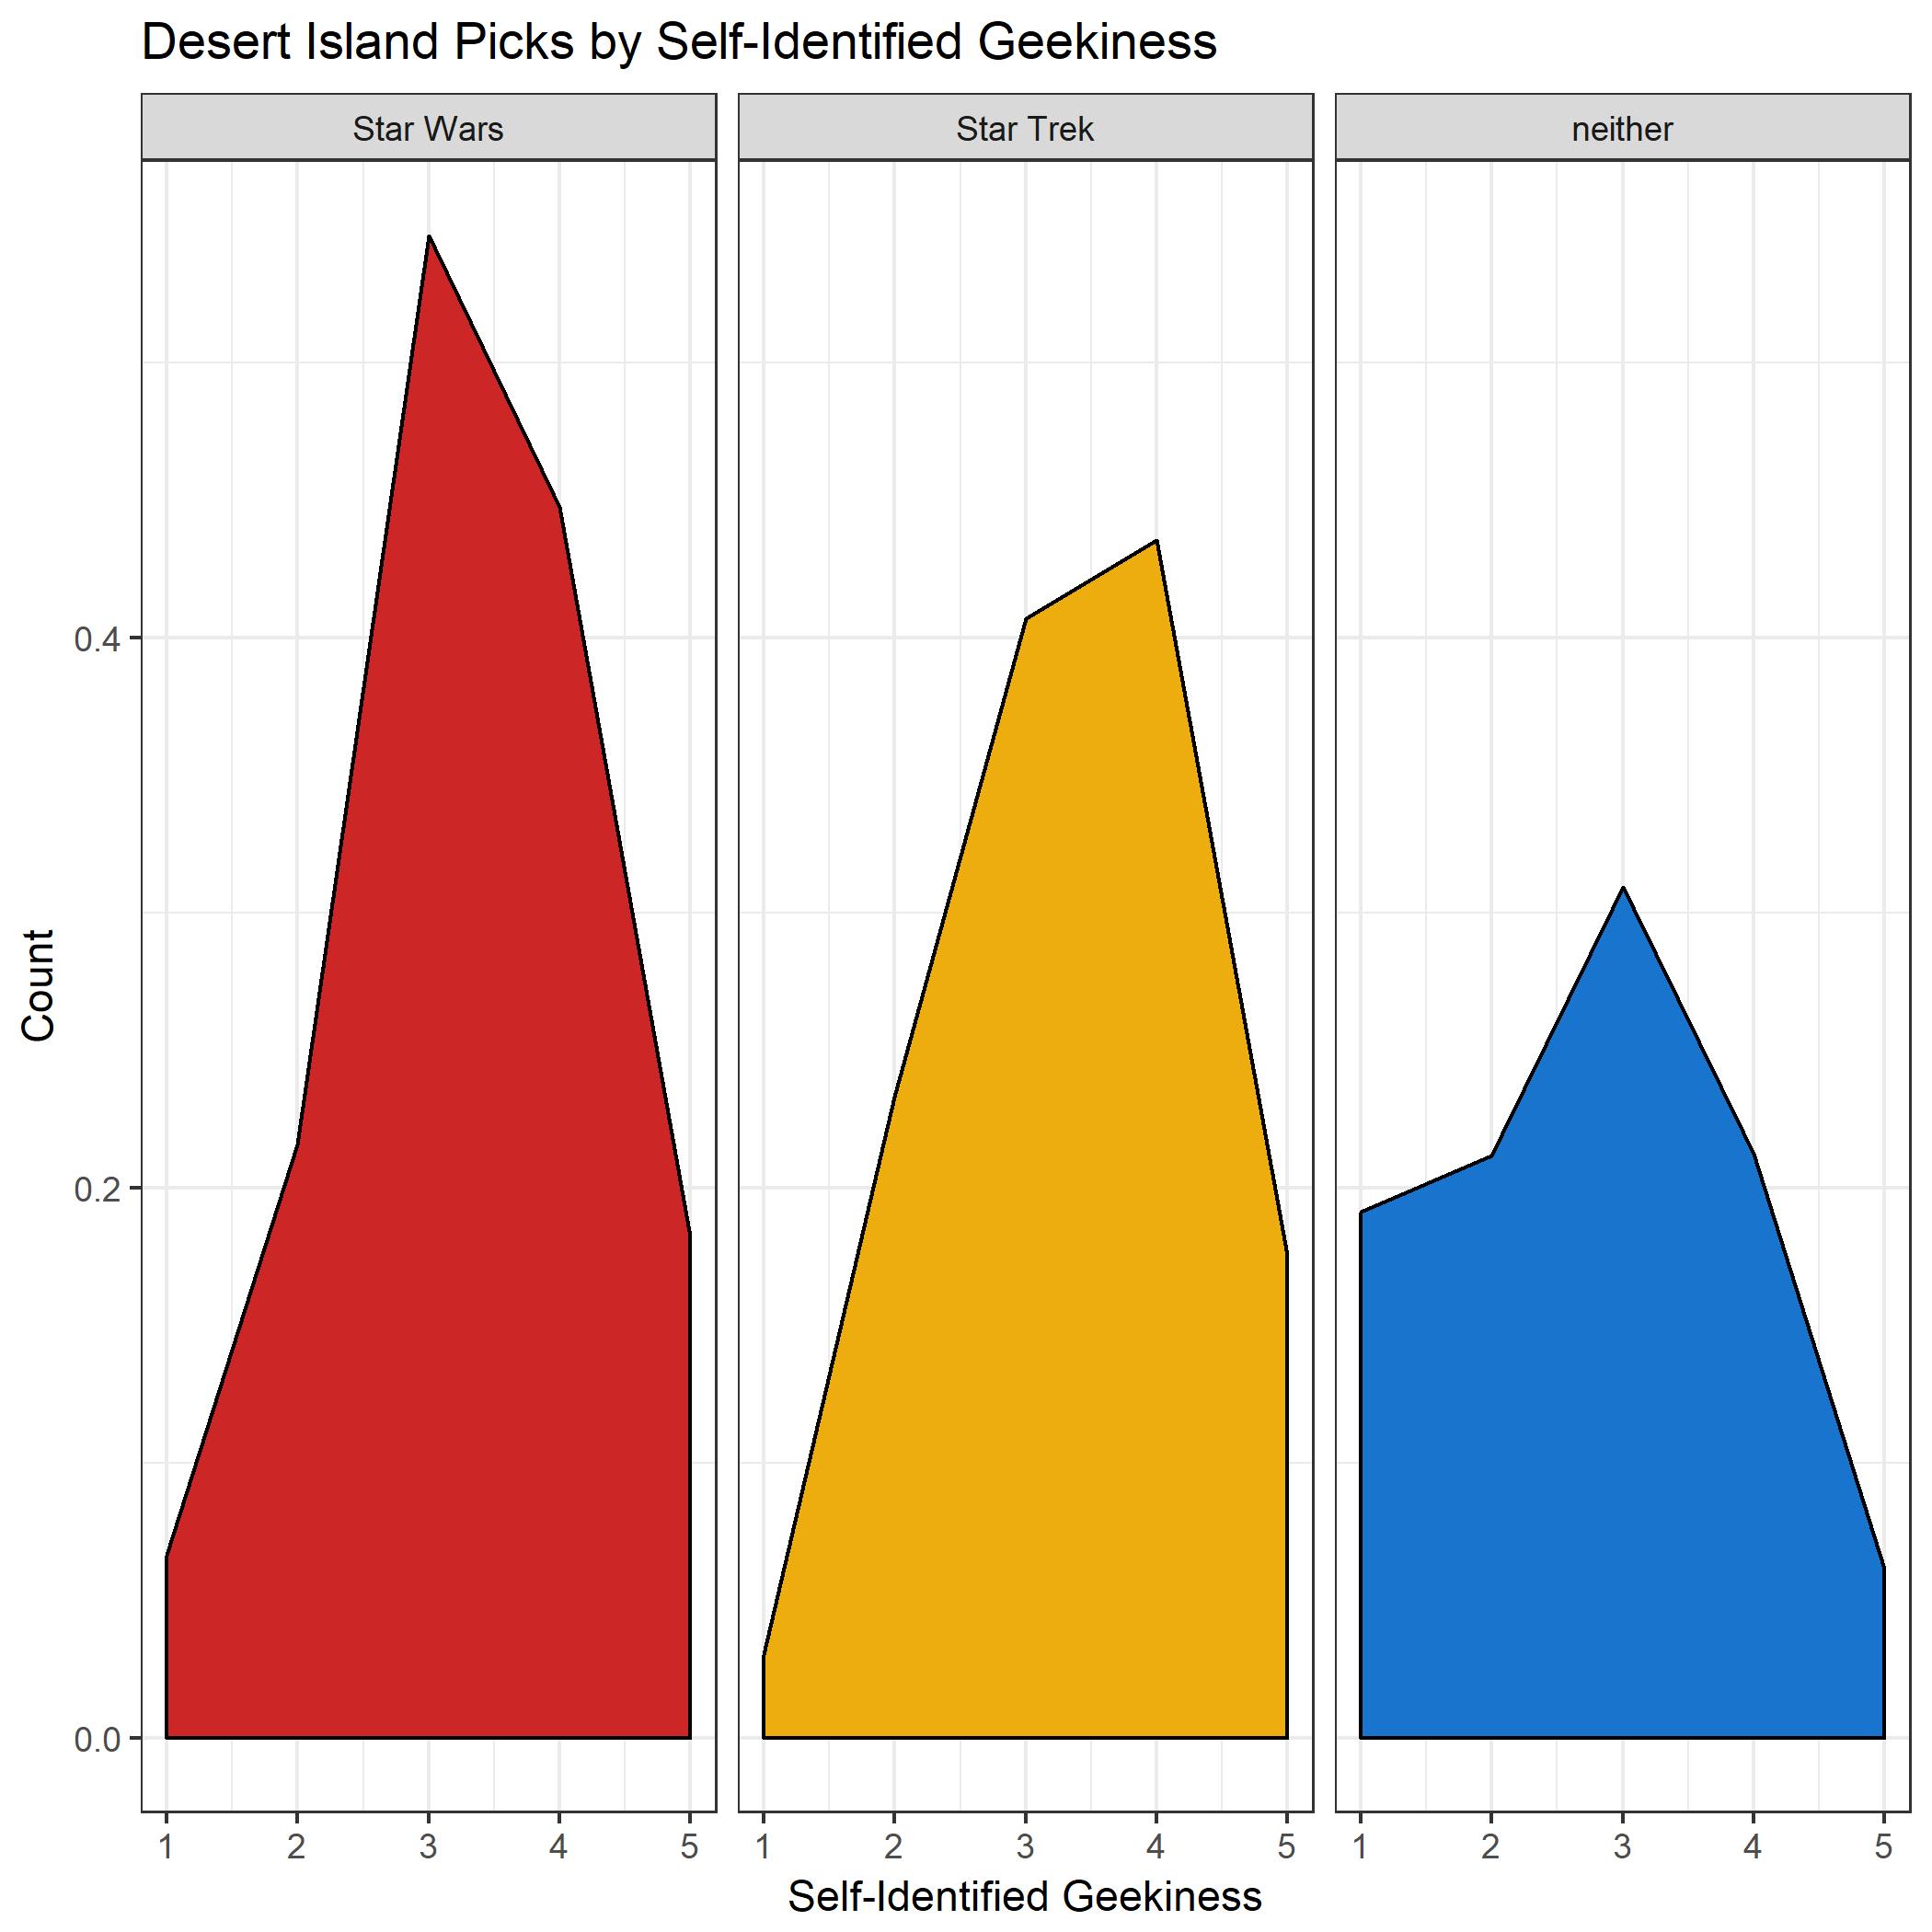 Desert Island Picks by Self-Identified Geekiness
Star Wars
Star Trek
neither
Count
0.4
0.2
0.0
1 2 3 4 5
1 2 3 4 5
1 2 3 4 5
Self-Identified Geekiness